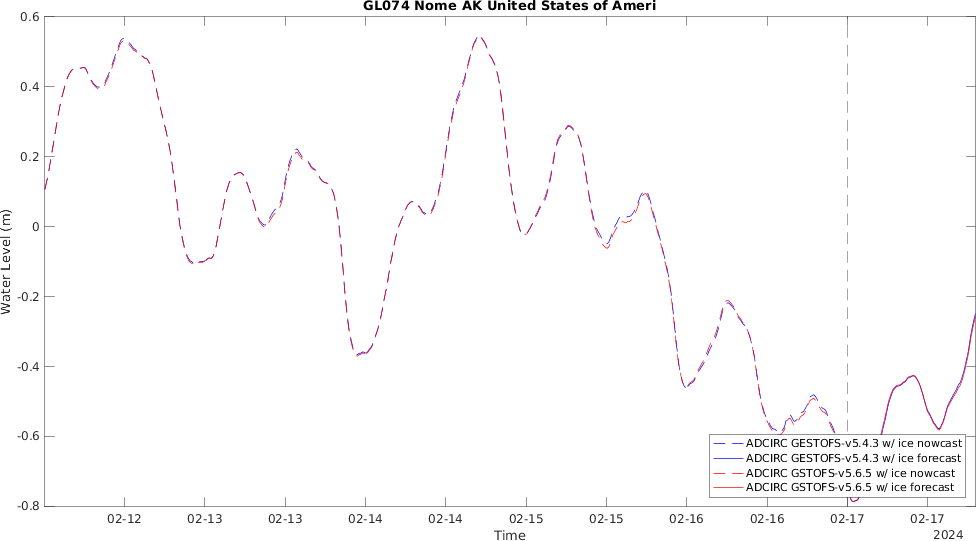 GL074 Nome AK United States of Ameri
0.6
0.4
0.2
0
-0.2
-0.4
-0.6
-0.8
Water Level (m)
ADCIRC GESTOFS-v5.4.3 w/ ice nowcast
ADCIRC GESTOFS-v5.4.3 w/ ice forecast
ADCIRC GSTOFS-v5.6.5 w/ ice nowcast
ADCIRC GSTOFS-v5.6.5 w/ ice forecast
02-12 02-13 02-13 02-14 02-14 02-15 02-15 02-16 02-16 02-17 02-17
Time
2024